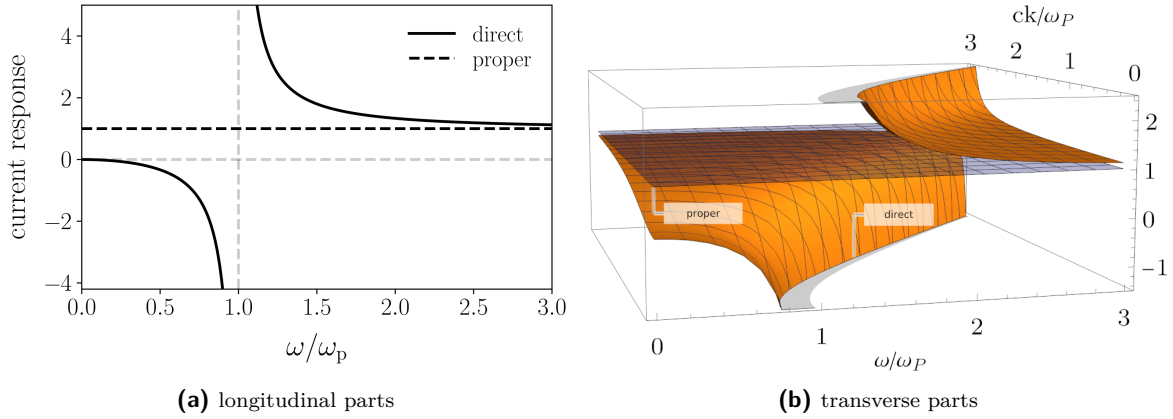 current response
4
2
0
−2
−4
0.0
0.5
1.0
1.5
2.0
2.5
3.0
ω/ωp
direct
proper
(a) longitudinal parts
ck/ωP
3
2
1
0
2
1
0
−1
proper
direct
0
1
2
3
ω/ωP
(b) transverse parts